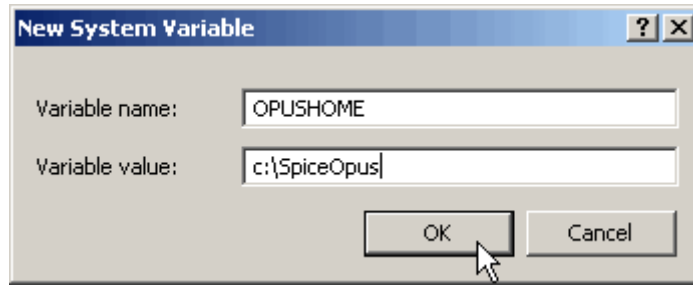 New System Variable
Variable name: OPUSHOME
Variable value: c:\SpiceOpus
OK Cancel